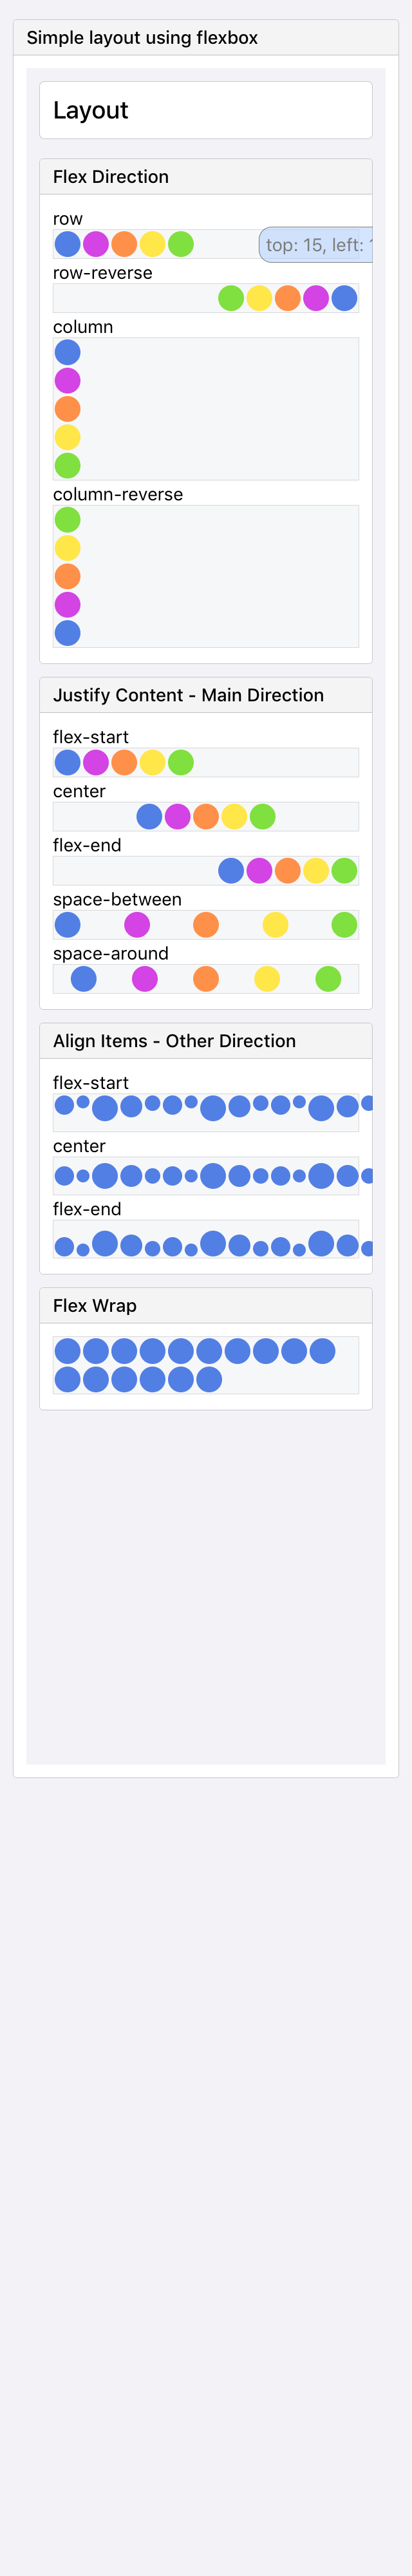 Simple layout using flexbox
Layout
Flex Direction
row
top: 15, left:
row-reverse
column
column-reverse
Justify Content - Main Direction
flex-start
center
flex-end
space-between
space-around
Align Items - Other Direction
flex-start
center
flex-end
Flex Wrap